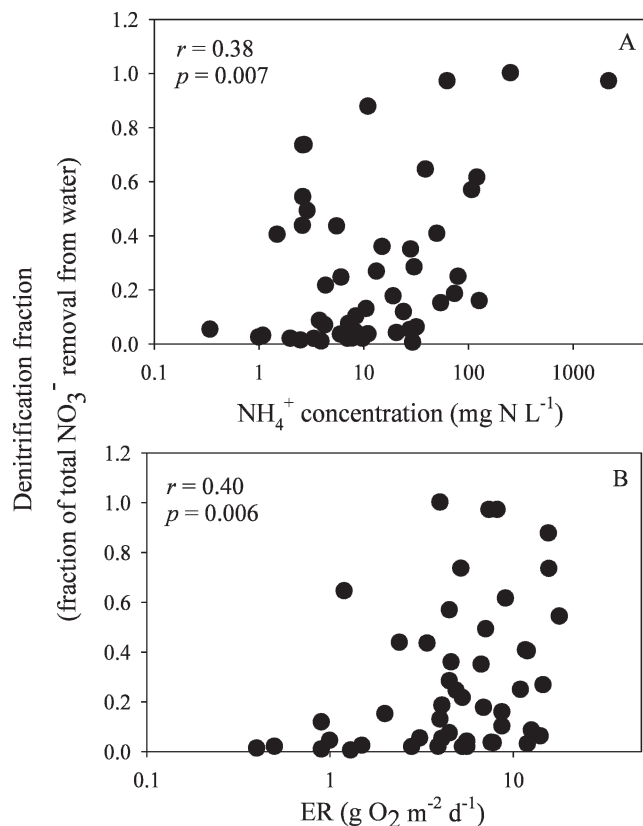 Denitrification fraction
(fraction of total NO₃⁻ removal from water)
A
r = 0.38
p = 0.007
1.2
1.0
0.8
0.6
0.4
0.2
0.0
0.1 1 10 100 1000
NH₄⁺ concentration (mg N L⁻¹)
B
r = 0.40
p = 0.006
1.2
1.0
0.8
0.6
0.4
0.2
0.0
0.1 1 10
ER (g O₂ m⁻² d⁻¹)